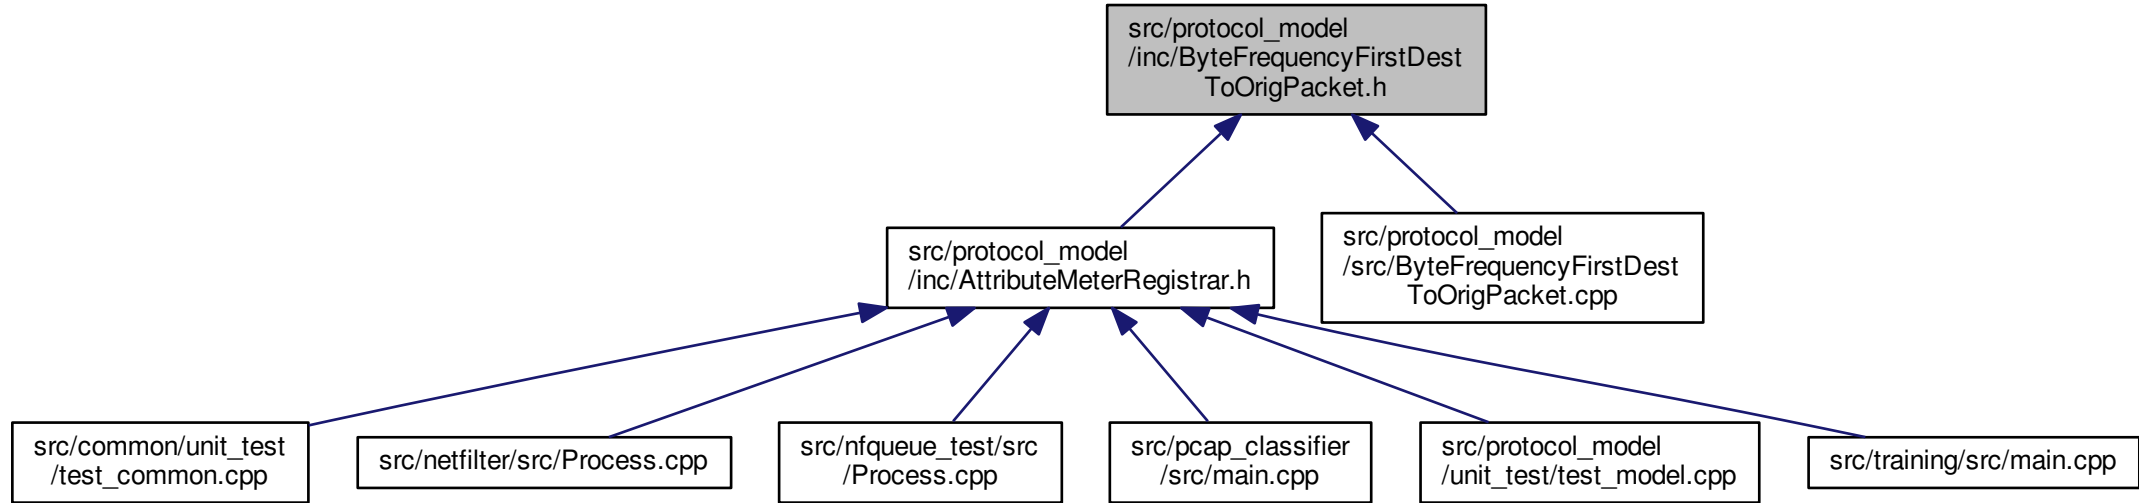 src/protocol_model
/inc/ByteFrequencyFirstDest
ToOrigPacket.h
src/protocol_model
/inc/AttributeMeterRegistrar.h
src/protocol_model
/src/ByteFrequencyFirstDest
ToOrigPacket.cpp
src/common/unit_test
/test_common.cpp
src/netfilter/src/Process.cpp
src/nfqueue_test/src
/Process.cpp
src/pcap_classifier
/src/main.cpp
src/protocol_model
/unit_test/test_model.cpp
src/training/src/main.cpp